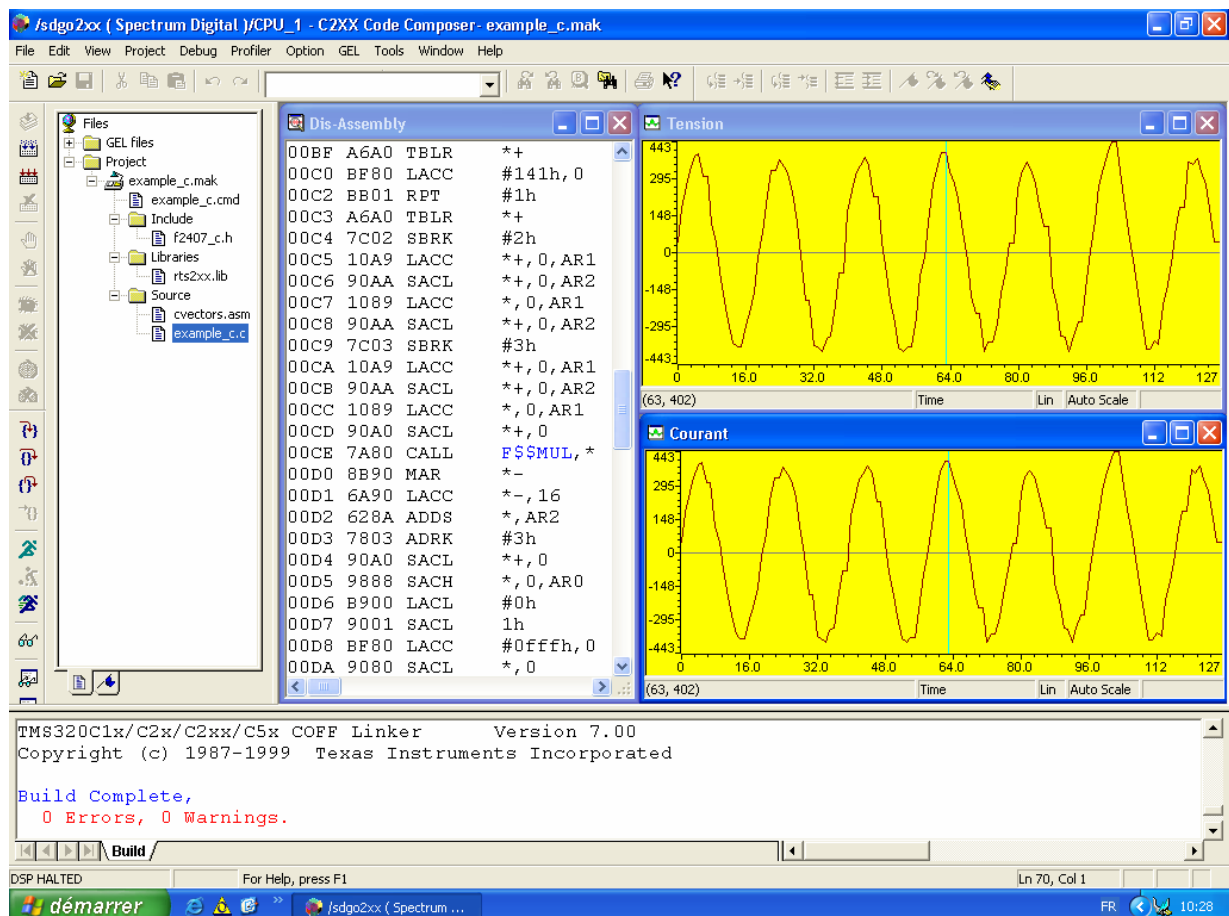 /sdgo2xx ( Spectrum Digital )/CPU_1 - C2XX Code Composer- example_c.mak
File Edit View Project Debug Profiler Option GEL Tools Window Help
Files
GEL files
Project
example_c.mak
example_c.cmd
Include
f2407_c.h
Libraries
rts2xx.lib
Source
cvectors.asm
example_c.c
Dis-Assembly
00BF A6A0 TBLR *+
00C0 BF80 LACC #141h,0
00C2 BB01 RPT #1h
00C3 A6A0 TBLR *+
00C4 7C02 SBRK #2h
00C5 10A9 LACC *+,0,AR1
00C6 90AA SACL *+,0,AR2
00C7 1089 LACC *,0,AR1
00C8 90AA SACL *+,0,AR2
00C9 7C03 SBRK #3h
00CA 10A9 LACC *+,0,AR1
00CB 90AA SACL *+,0,AR2
00CC 1089 LACC *,0,AR1
00CD 90A0 SACL *+,0
00CE 7A80 CALL F$$MUL,*
00D0 8B90 MAR *-
00D1 6A90 LACC *-,16
00D2 628A ADDS *,AR2
00D3 7803 ADRK #3h
00D4 90A0 SACL *+,0
00D5 9888 SACH *,0,AR0
00D6 B900 LACL #0h
00D7 9001 SACL 1h
00D8 BF80 LACC #0fffh,0
00DA 9080 SACL *,0
Tension
443
295
148
0
-148
-295
-443
0 16.0 32.0 48.0 64.0 80.0 96.0 112 127
(63, 402) Time Lin Auto Scale
Courant
443
295
148
0
-148
-295
-443
0 16.0 32.0 48.0 64.0 80.0 96.0 112 127
(63, 402) Time Lin Auto Scale
TMS320C1x/C2x/C2xx/C5x COFF Linker Version 7.00
Copyright (c) 1987-1999 Texas Instruments Incorporated
Build Complete,
0 Errors, 0 Warnings.
Build
DSP HALTED For Help, press F1 Ln 70, Col 1
démarrer /sdgo2xx ( Spectrum ... FR 10:28